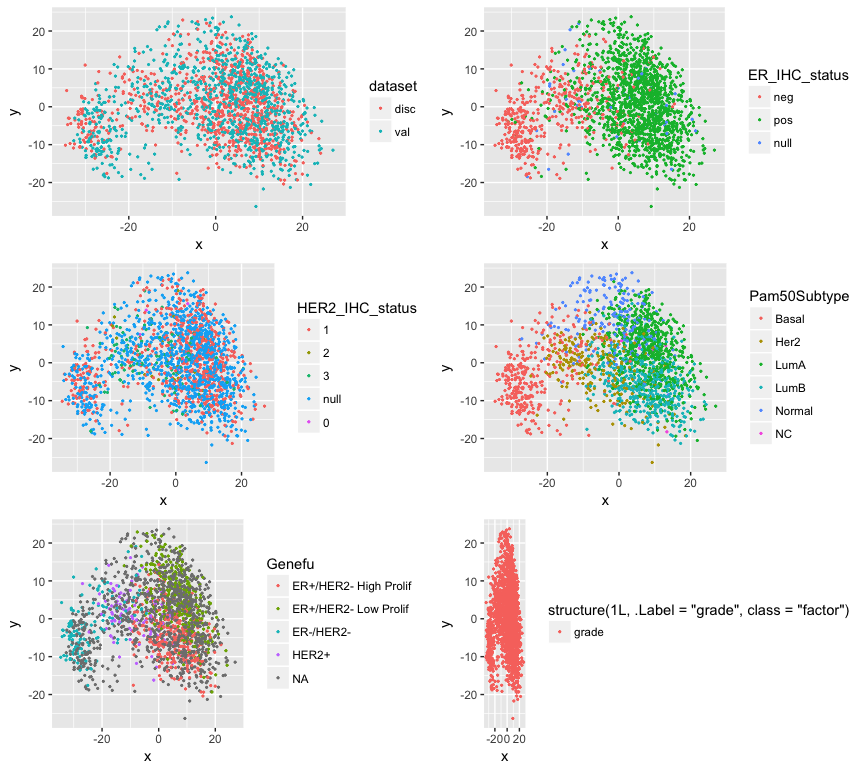 20
10
0
-10
-20
y
-20
0
20
x
dataset
disc
val
20
10
0
-10
-20
y
-20
0
20
x
ER_IHC_status
neg
pos
null
20
10
0
-10
-20
y
-20
0
20
x
HER2_IHC_status
1
2
3
null
0
20
10
0
-10
-20
y
-20
0
20
x
Pam50Subtype
Basal
Her2
LumA
LumB
Normal
NC
20
10
0
-10
-20
y
-20
0
20
x
Genefu
ER+/HER2- High Prolif
ER+/HER2- Low Prolif
ER-/HER2-
HER2+
NA
20
10
0
-10
-20
y
-20 0 20
x
structure(1L, .Label = "grade", class = "factor")
grade